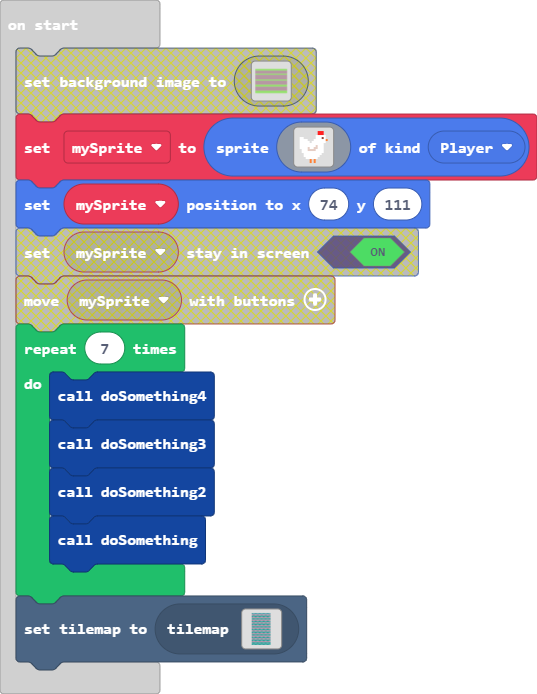 on start
set background image to
set mySprite to sprite of kind Player
set mySprite position to x 74 y 111
set mySprite stay in screen ON
move mySprite with buttons
repeat 7 times
do
call doSomething4
call doSomething3
call doSomething2
call doSomething
set tilemap to tilemap